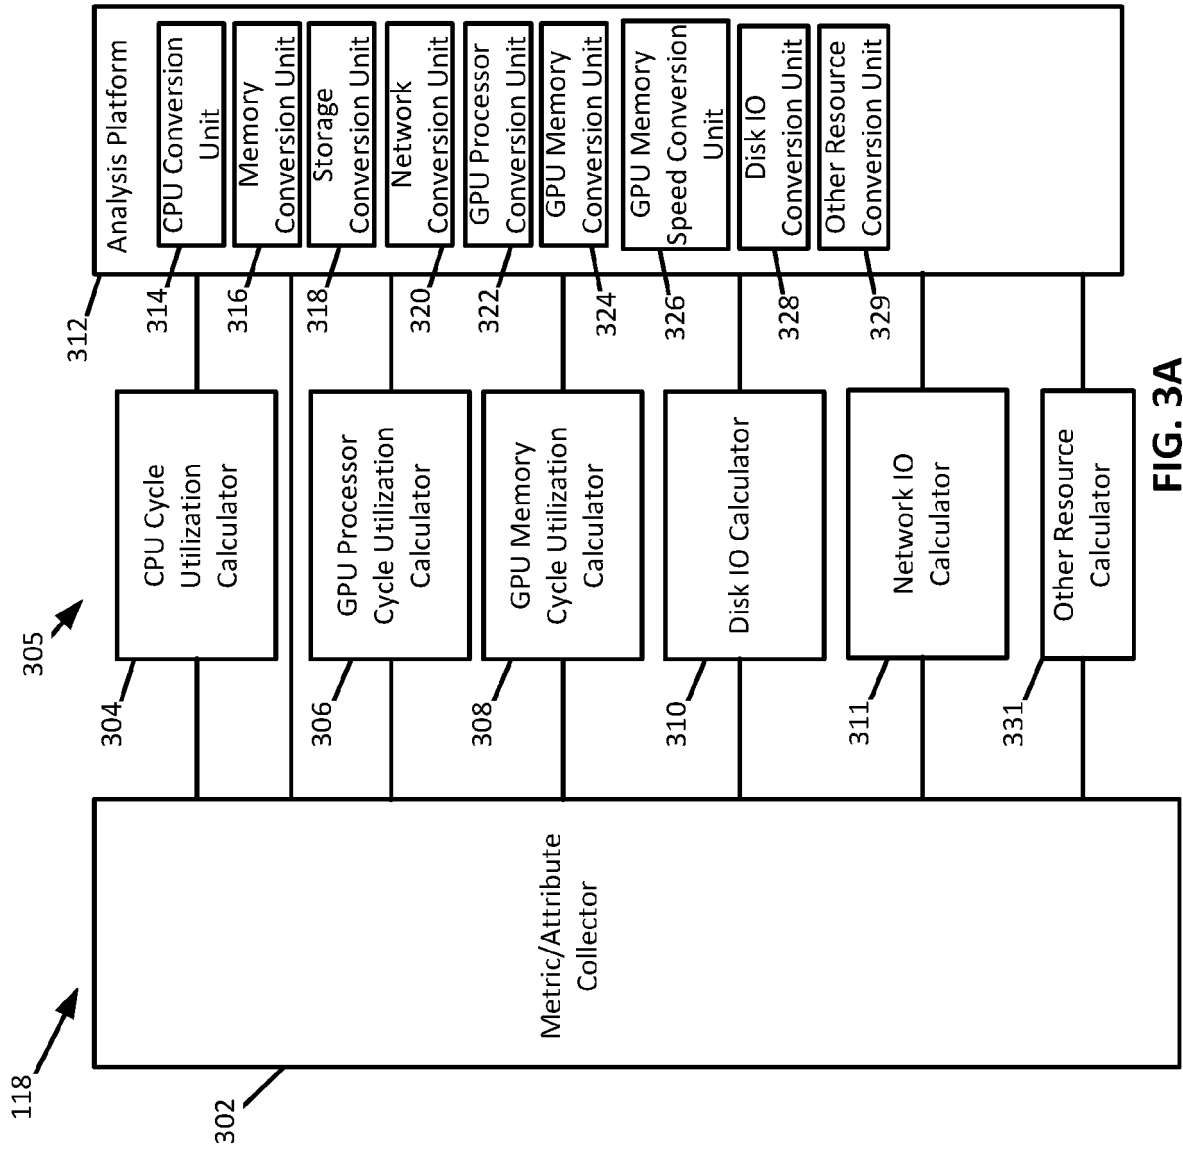 118
302
Metric/Attribute
Collector
305
304
CPU Cycle
Utilization
Calculator
306
GPU Processor
Cycle Utilization
Calculator
308
GPU Memory
Cycle Utilization
Calculator
310
Disk IO Calculator
311
Network IO
Calculator
331
Other Resource
Calculator
312
Analysis Platform
314
CPU Conversion
Unit
316
Memory
Conversion Unit
318
Storage
Conversion Unit
320
Network
Conversion Unit
322
GPU Processor
Conversion Unit
324
GPU Memory
Conversion Unit
326
GPU Memory
Speed Conversion
Unit
328
Disk IO
Conversion Unit
329
Other Resource
Conversion Unit
FIG. 3A